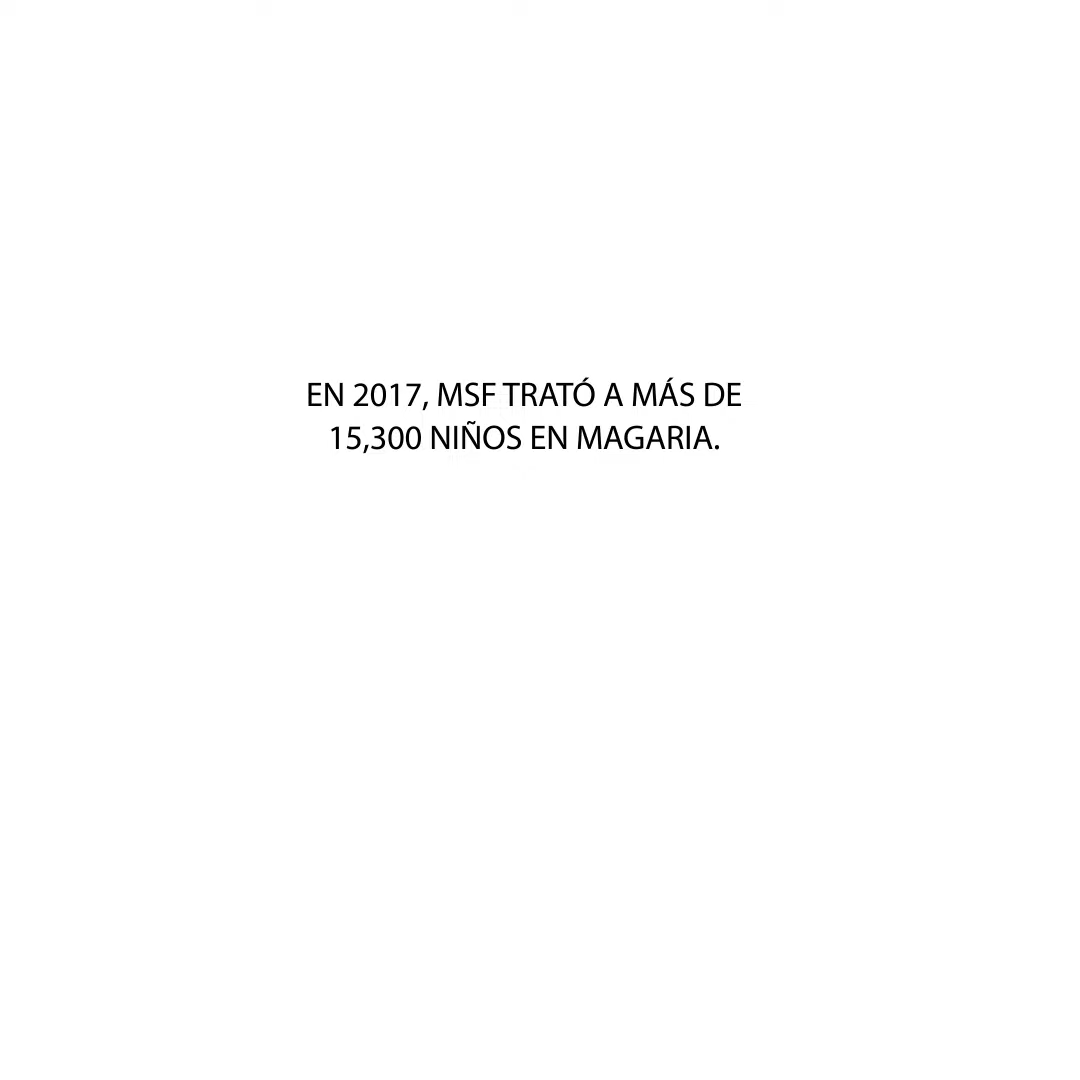 EN 2017, MSF TRATÓ A MÁS DE
15,300 NIÑOS EN MAGARIA.